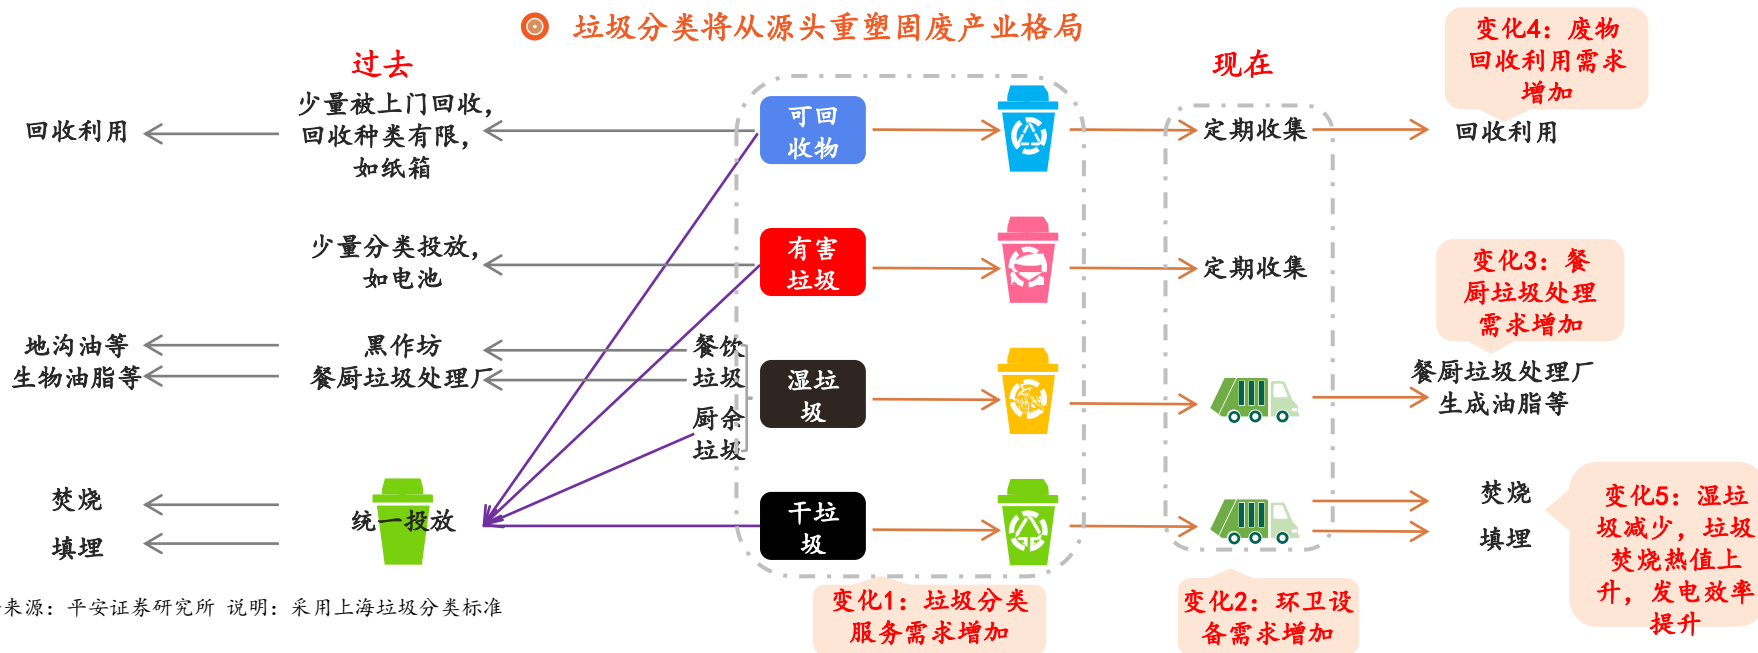 垃圾分类将从源头重塑固废产业格局
过去
现在
变化4：废物
回收利用需求
增加
回收利用
少量被上门回收，
回收种类有限，
如纸箱
可回
收物
定期收集
回收利用
少量分类投放，
如电池
有害
垃圾
定期收集
变化3：餐
厨垃圾处理
需求增加
地沟油等
生物油脂等
黑作坊
餐厨垃圾处理厂
餐饮
垃圾
厨余
垃圾
湿垃
圾
餐厨垃圾处理厂
生成油脂等
焚烧
填埋
统一投放
干垃
圾
焚烧
填埋
变化5：湿垃
圾减少，垃圾
焚烧热值上
升，发电效率
提升
变化1：垃圾分类
服务需求增加
变化2：环卫设
备需求增加
来源：平安证券研究所 说明：采用上海垃圾分类标准